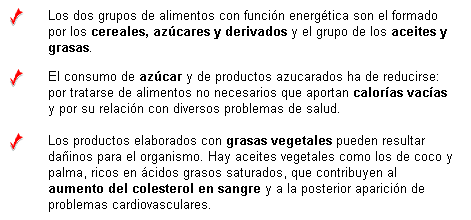 Los dos grupos de alimentos con función energética son el formado
por los cereales, azúcares y derivados y el grupo de los aceites y
grasas.
El consumo de azúcar y de productos azucarados ha de reducirse:
por tratarse de alimentos no necesarios que aportan calorías vacías
y por su relación con diversos problemas de salud.
Los productos elaborados con grasas vegetales pueden resultar
dañinos para el organismo. Hay aceites vegetales como los de coco y
palma, ricos en ácidos grasos saturados, que contribuyen al
aumento del colesterol en sangre y a la posterior aparición de
problemas cardiovasculares.